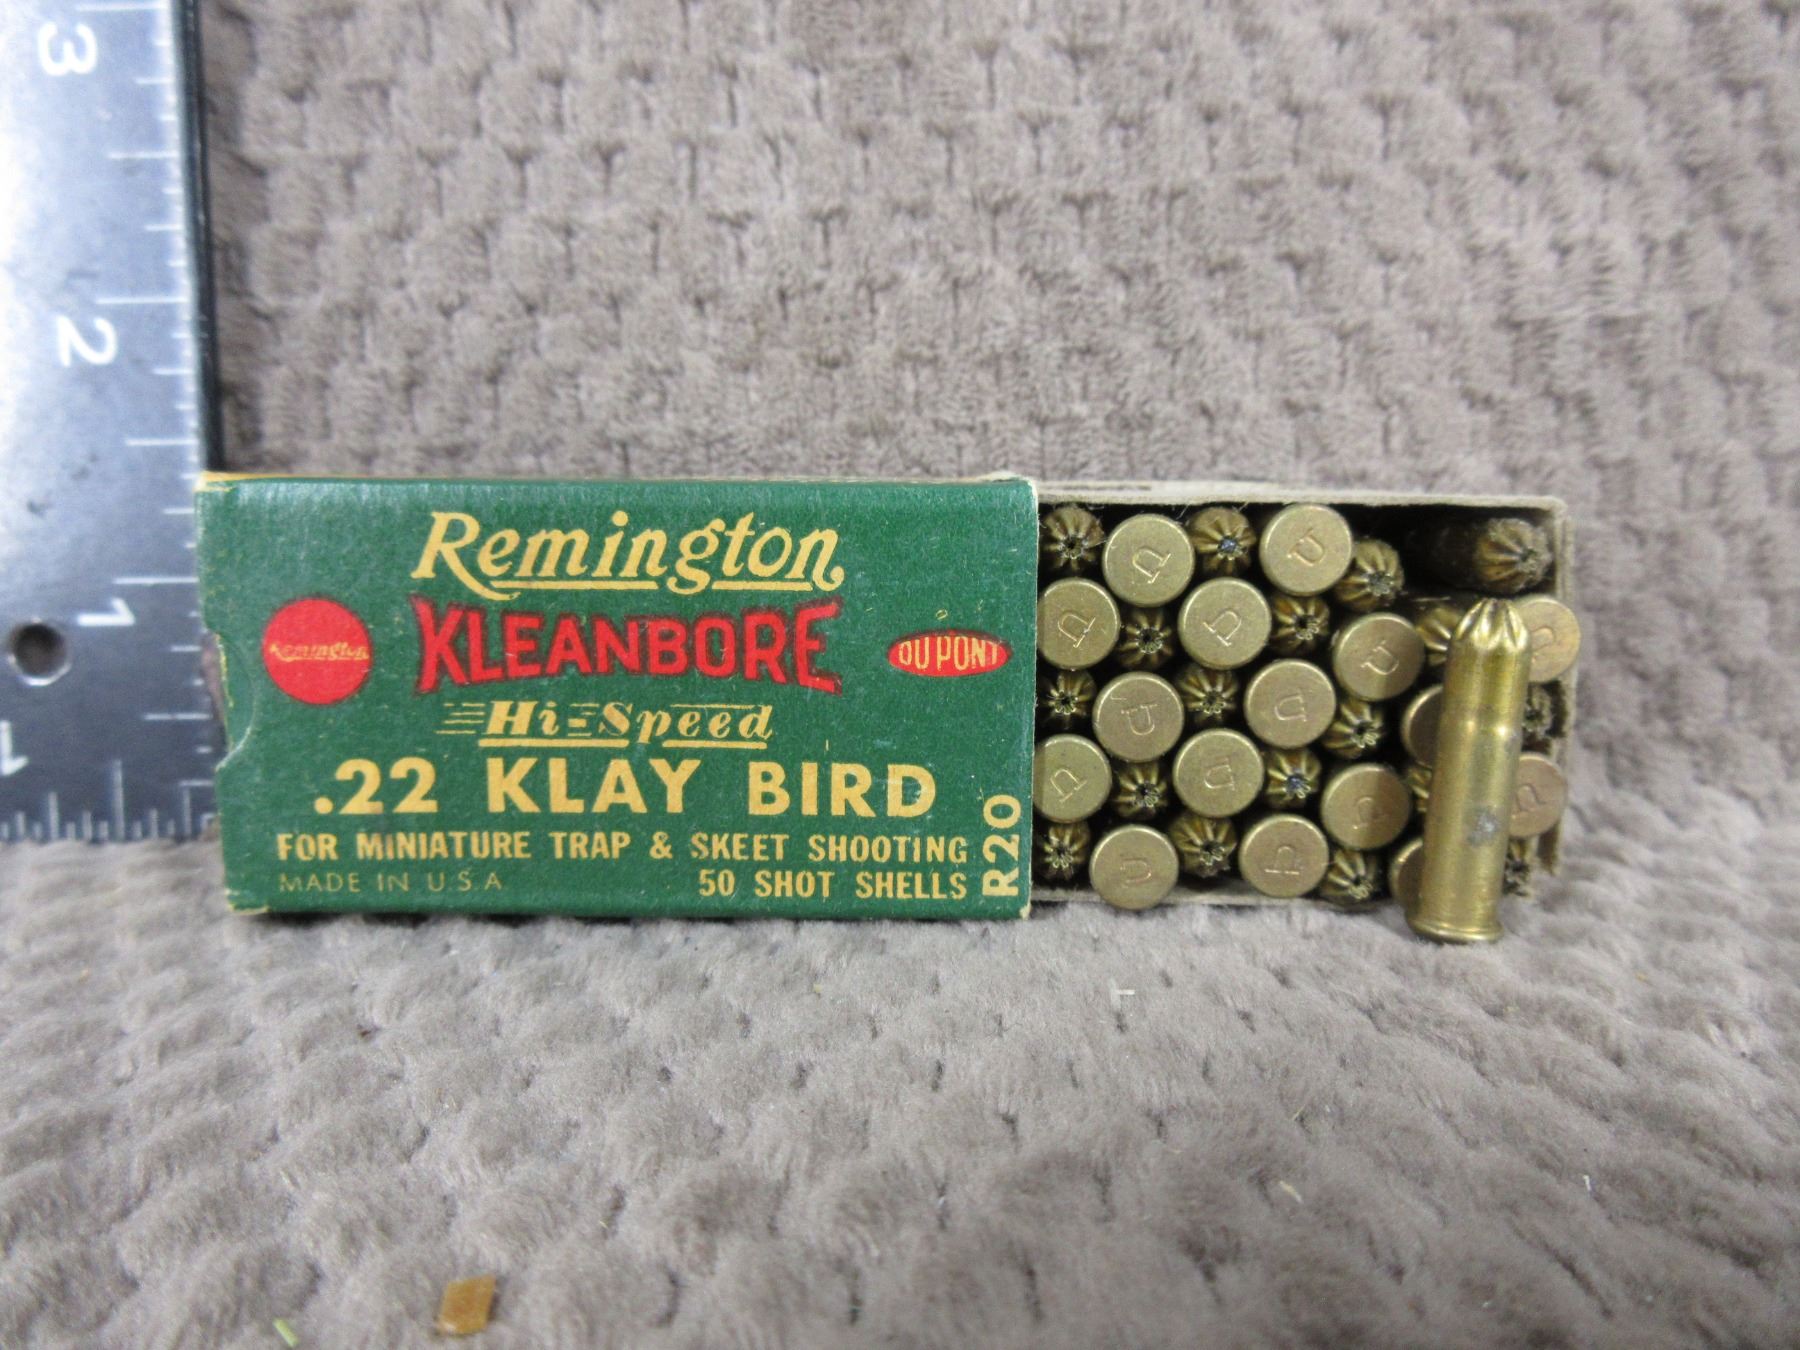 3
2
1
1
Remington
Remington
KLEANBORE
DU PONT
Hi-Speed
.22 KLAY BIRD
FOR MINIATURE TRAP & SKEET SHOOTING
MADE IN U.S.A.
50 SHOT SHELLS
R20
U
U
U
U
U
U
U
U
U
U
U
U
U